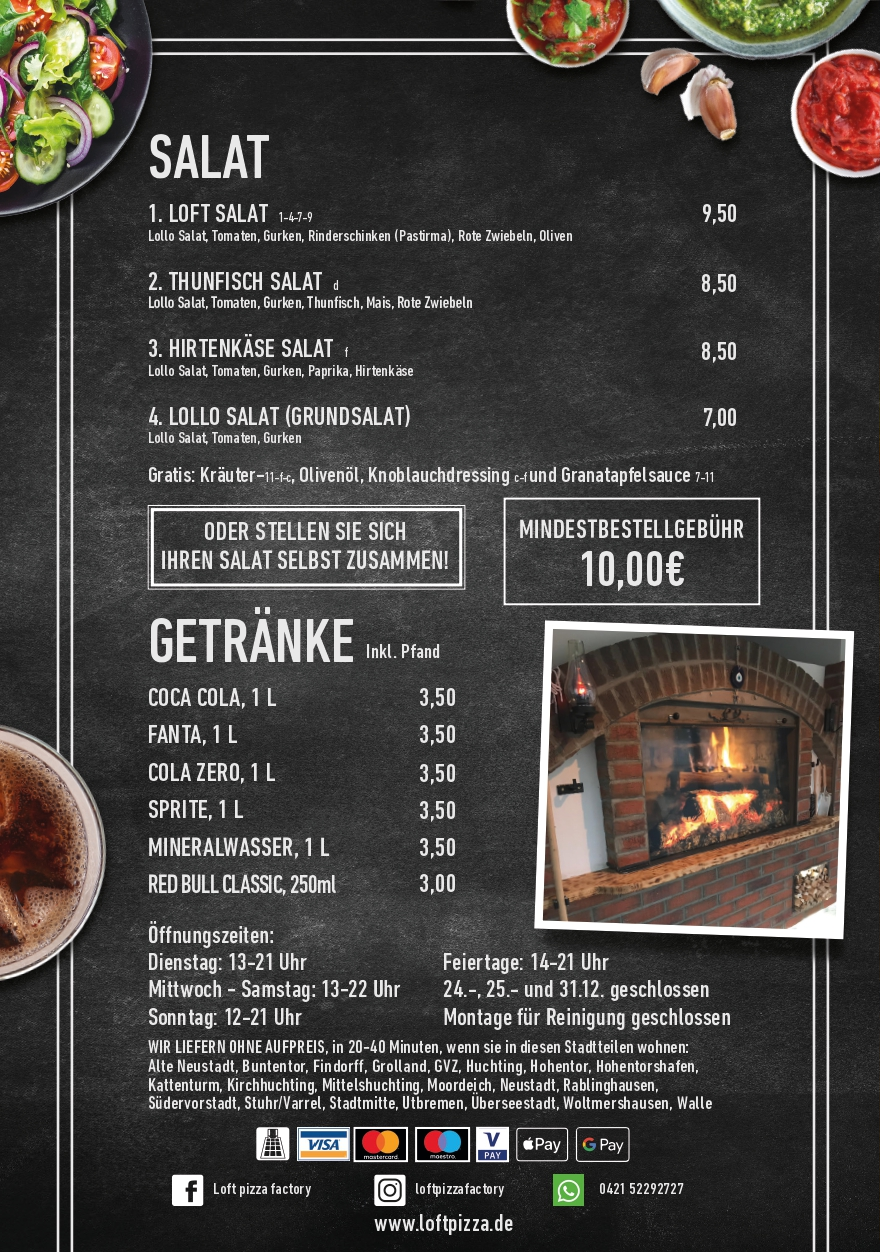 SALAT
1. LOFT SALAT 1-4-7-9 9,50
Lollo Salat, Tomaten, Gurken, Rinderschinken (Pastirma), Rote Zwiebeln, Oliven
2. THUNFISCH SALAT d 8,50
Lollo Salat, Tomaten, Gurken, Thunfisch, Mais, Rote Zwiebeln
3. HIRTENKÄSE SALAT f 8,50
Lollo Salat, Tomaten, Gurken, Paprika, Hirtenkäse
4. LOLLO SALAT (GRUNDSALAT) 7,00
Lollo Salat, Tomaten, Gurken
Gratis: Kräuter-11-f-c, Olivenöl, Knoblauchdressing c-f und Granatapfelsauce 7-11
ODER STELLEN SIE SICH
IHREN SALAT SELBST ZUSAMMEN!
MINDESTBESTELLGEBÜHR
10,00€
GETRÄNKE Inkl. Pfand
COCA COLA, 1 L 3,50
FANTA, 1 L 3,50
COLA ZERO, 1 L 3,50
SPRITE, 1 L 3,50
MINERALWASSER, 1 L 3,50
RED BULL CLASSIC, 250ml 3,00
Öffnungszeiten:
Dienstag: 13-21 Uhr
Mittwoch - Samstag: 13-22 Uhr
Sonntag: 12-21 Uhr
Feiertage: 14-21 Uhr
24.-, 25.- und 31.12. geschlossen
Montage für Reinigung geschlossen
WIR LIEFERN OHNE AUFPREIS, in 20-40 Minuten, wenn sie in diesen Stadtteilen wohnen:
Alte Neustadt, Buntentor, Findorff, Grolland, GVZ, Huchting, Hohentor, Hohentorshafen,
Kattenturm, Kirchhuchting, Mittelshuchting, Moordeich, Neustadt, Rablinghausen,
Südervorstadt, Stuhr/Varrel, Stadtmitte, Utbremen, Überseestadt, Woltmershausen, Walle
VISA mastercard. maestro. V PAY Pay G Pay
Loft pizza factory loftpizzafactory 0421 52292727
www.loftpizza.de